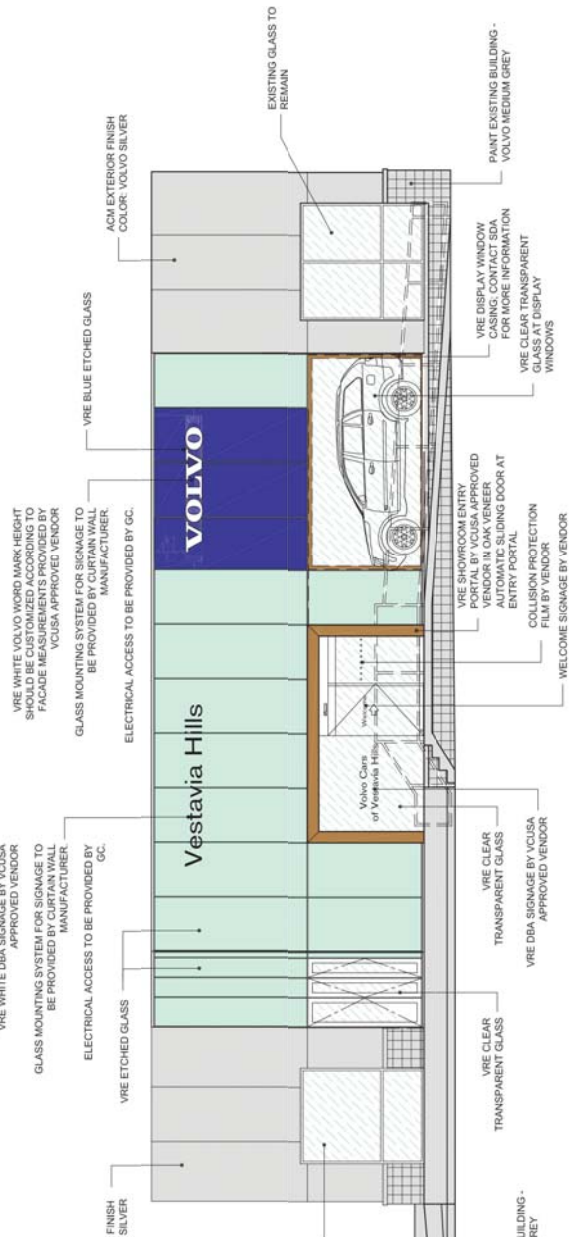 VRE WHITE DBA SIGNAGE BY VCUSA
APPROVED VENDOR
GLASS MOUNTING SYSTEM FOR SIGNAGE TO
BE PROVIDED BY CURTAIN WALL
MANUFACTURER.
ELECTRICAL ACCESS TO BE PROVIDED BY
GC.
VRE ETCHED GLASS
VRE WHITE VOLVO WORD MARK HEIGHT
SHOULD BE CUSTOMIZED ACCORDING TO
FACADE MEASUREMENTS PROVIDED BY
VCUSA APPROVED VENDOR
GLASS MOUNTING SYSTEM FOR SIGNAGE TO
BE PROVIDED BY CURTAIN WALL
MANUFACTURER.
ELECTRICAL ACCESS TO BE PROVIDED BY GC.
VRE BLUE ETCHED GLASS
ACM EXTERIOR FINISH
COLOR: VOLVO SILVER
EXISTING GLASS TO
REMAIN
FINISH
SILVER
Vestavia Hills
VOLVO
Volvo Cars
of Vestavia Hills
UILDING -
REY
VRE CLEAR
TRANSPARENT GLASS
VRE CLEAR
TRANSPARENT GLASS
VRE DBA SIGNAGE BY VCUSA
APPROVED VENDOR
VRE SHOWROOM ENTRY
PORTAL BY VCUSA APPROVED
VENDOR IN OAK VENEER
AUTOMATIC SLIDING DOOR AT
ENTRY PORTAL
COLLISION PROTECTION
FILM BY VENDOR
WELCOME SIGNAGE BY VENDOR
VRE DISPLAY WINDOW
CASING; CONTACT SDA
FOR MORE INFORMATION
VRE CLEAR TRANSPARENT
GLASS AT DISPLAY
WINDOWS
PAINT EXISTING BUILDING -
VOLVO MEDIUM GREY